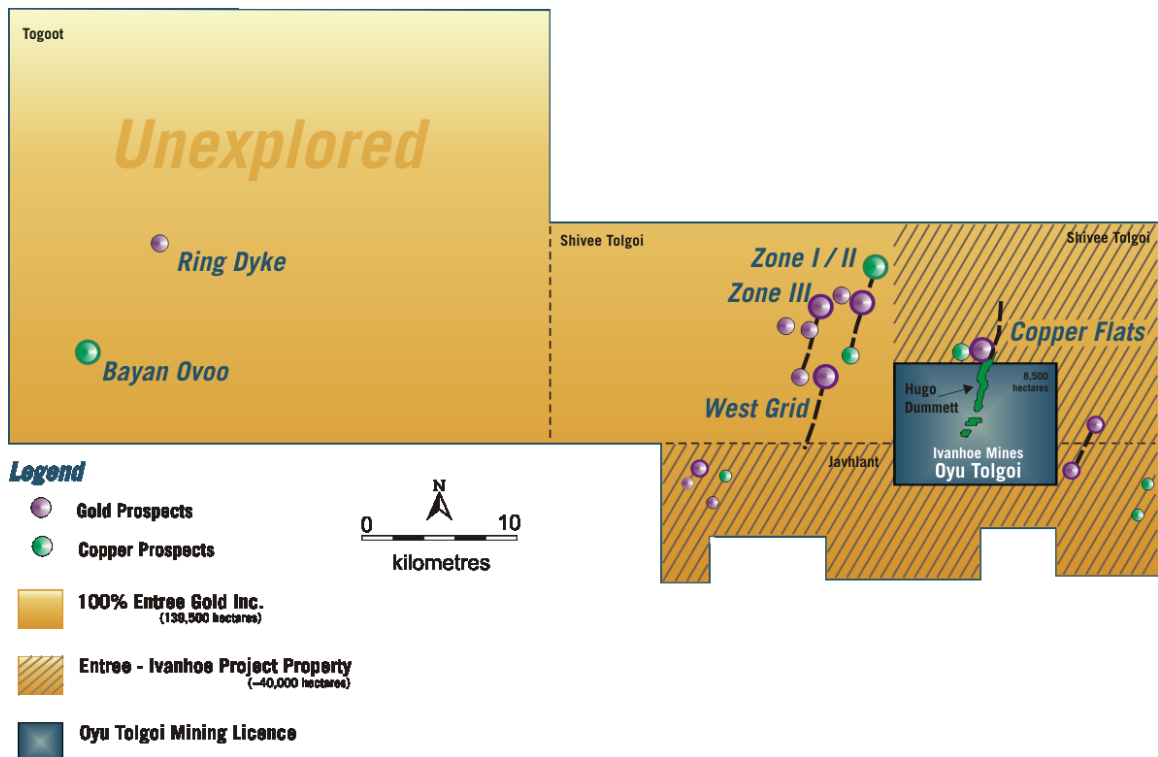 Togoot
Unexplored
Ring Dyke
Bayan Ovoo
Shivee Tolgoi
Shivee Tolgoi
Zone I / II
Zone III
West Grid
Copper Flats
8,500
hectares
Hugo
Dummett
Ivanhoe Mines
Oyu Tolgoi
Javhlant
Legend
Gold Prospects
Copper Prospects
N
0 10
kilometres
100% Entree Gold Inc.
(139,500 hectares)
Entree - Ivanhoe Project Property
(~40,000 hectares)
Oyu Tolgoi Mining Licence